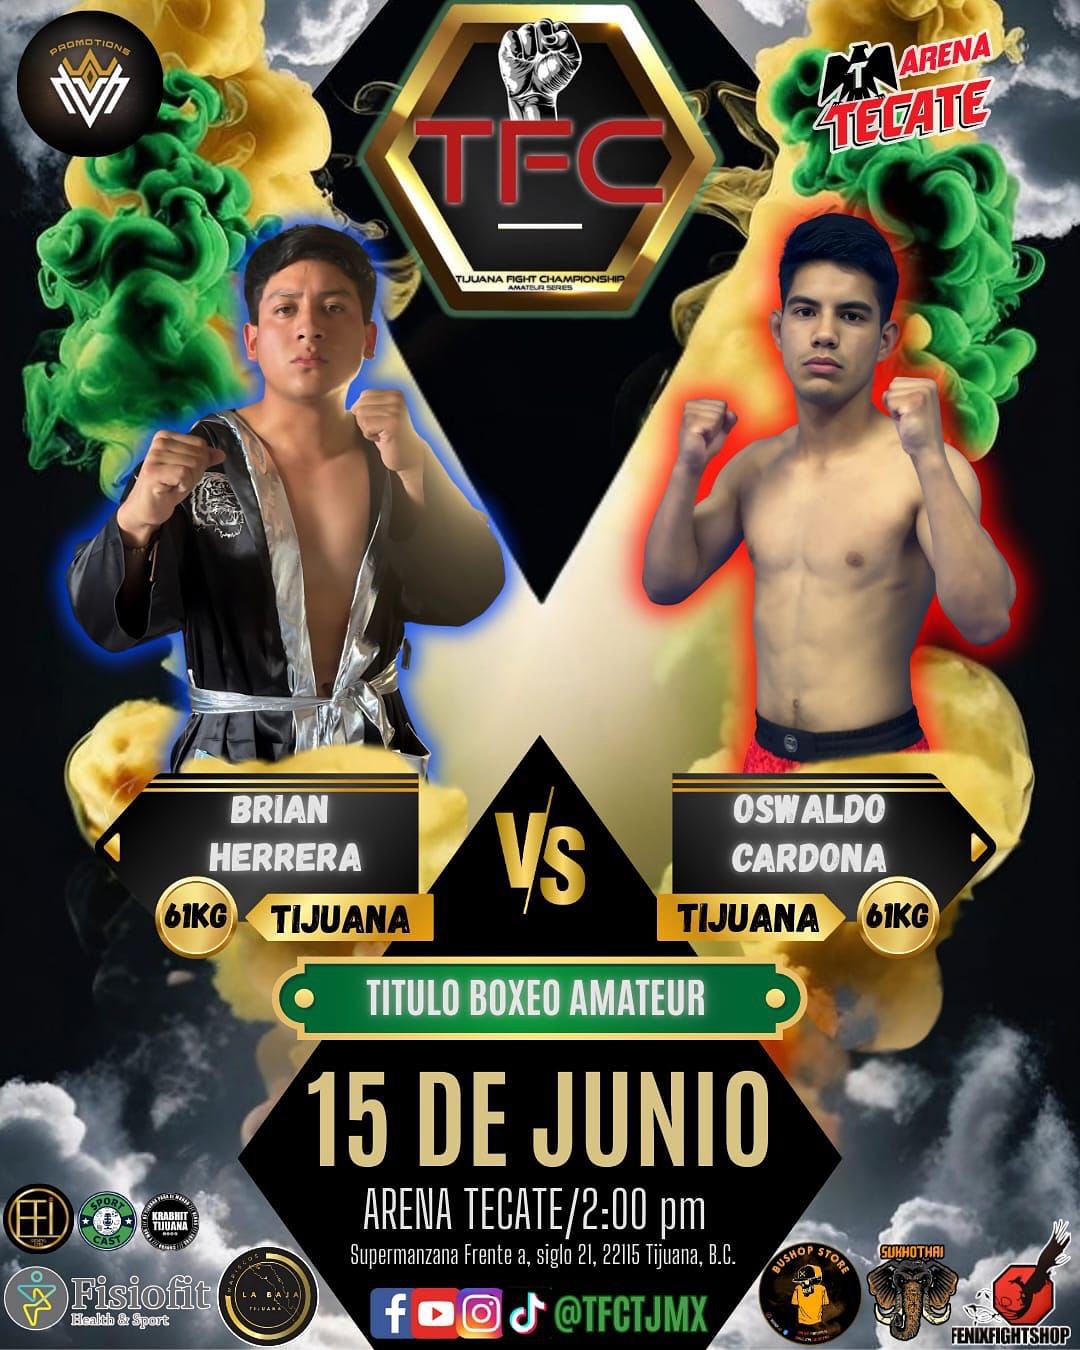 PROMOTIONS
ARENA
TECATE
TFC
TIJUANA FIGHT CHAMPIONSHIP
AMATEUR SERIES
BRIAN
HERRERA
61KG
TIJUANA
VS
OSWALDO
CARDONA
TIJUANA
61KG
TITULO BOXEO AMATEUR
15 DE JUNIO
ARENA TECATE/2:00 pm
Supermanzana Frente a, siglo 21, 22115 Tijuana, B.C.
@TFCTJMX
SPORT
CAST
KRABHIT
TIJUANA
Fisiofit
Health & Sport
MARISCOS
LA BAJA
TIJUANA
BUSHOP STORE
SUKHOTHAI
FENIXFIGHTSHOP